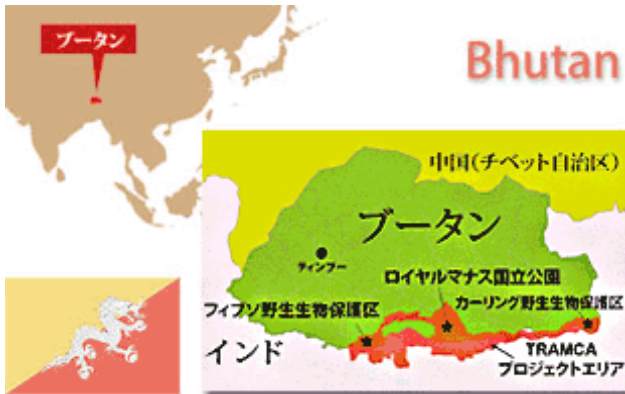 ブータン
Bhutan
中国(チベット自治区)
ブータン
ティンプー
ロイヤルマナス国立公園
フィブソ野生生物保護区
カーリング野生生物保護区
インド
TRAMCA
プロジェクトエリア